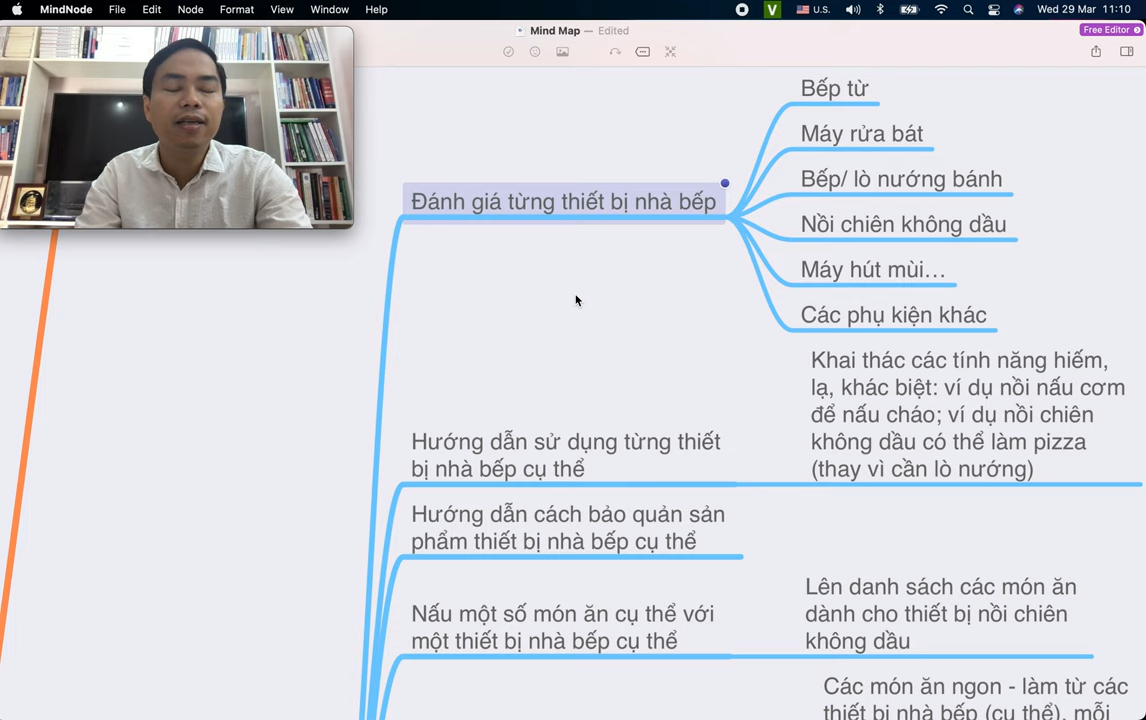 MindNode File Edit Node Format View Window Help
V U.S. Wed 29 Mar 11:10
Mind Map — Edited
Free Editor
Bếp từ
Máy rửa bát
Bếp/ lò nướng bánh
Nồi chiên không dầu
Máy hút mùi...
Các phụ kiện khác
Đánh giá từng thiết bị nhà bếp
Khai thác các tính năng hiếm,
lạ, khác biệt: ví dụ nồi nấu cơm
để nấu cháo; ví dụ nồi chiên
không dầu có thể làm pizza
(thay vì cần lò nướng)
Hướng dẫn sử dụng từng thiết
bị nhà bếp cụ thể
Hướng dẫn cách bảo quản sản
phẩm thiết bị nhà bếp cụ thể
Nấu một số món ăn cụ thể với
một thiết bị nhà bếp cụ thể
Lên danh sách các món ăn
dành cho thiết bị nồi chiên
không dầu
Các món ăn ngon - làm từ các
thiết bị nhà bếp (cụ thể), mỗi